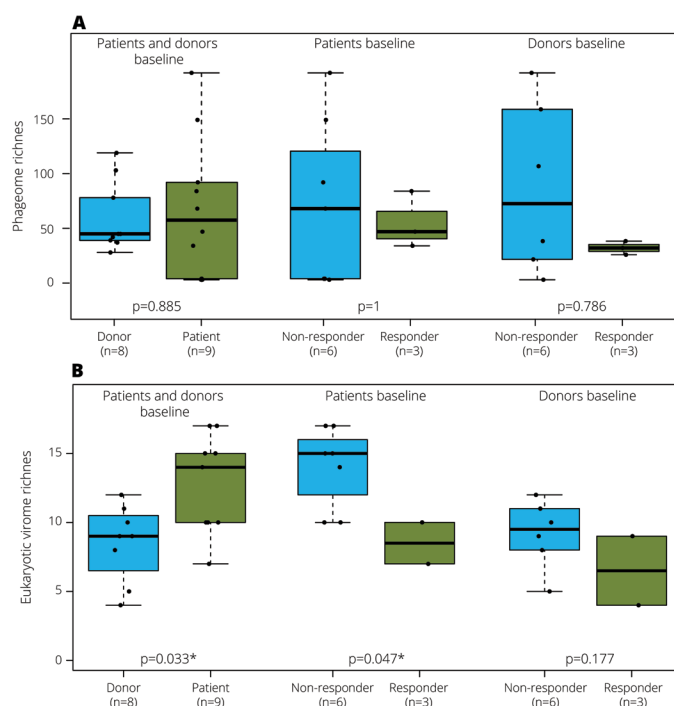 A
Patients and donors
baseline
Patients baseline
Donors baseline
Phageome richnes
150
100
50
0
p=0.885
p=1
p=0.786
Donor
(n=8)
Patient
(n=9)
Non-responder
(n=6)
Responder
(n=3)
Non-responder
(n=6)
Responder
(n=3)
B
Patients and donors
baseline
Patients baseline
Donors baseline
Eukaryotic virome richnes
15
10
5
0
p=0.033*
p=0.047*
p=0.177
Donor
(n=8)
Patient
(n=9)
Non-responder
(n=6)
Responder
(n=3)
Non-responder
(n=6)
Responder
(n=3)